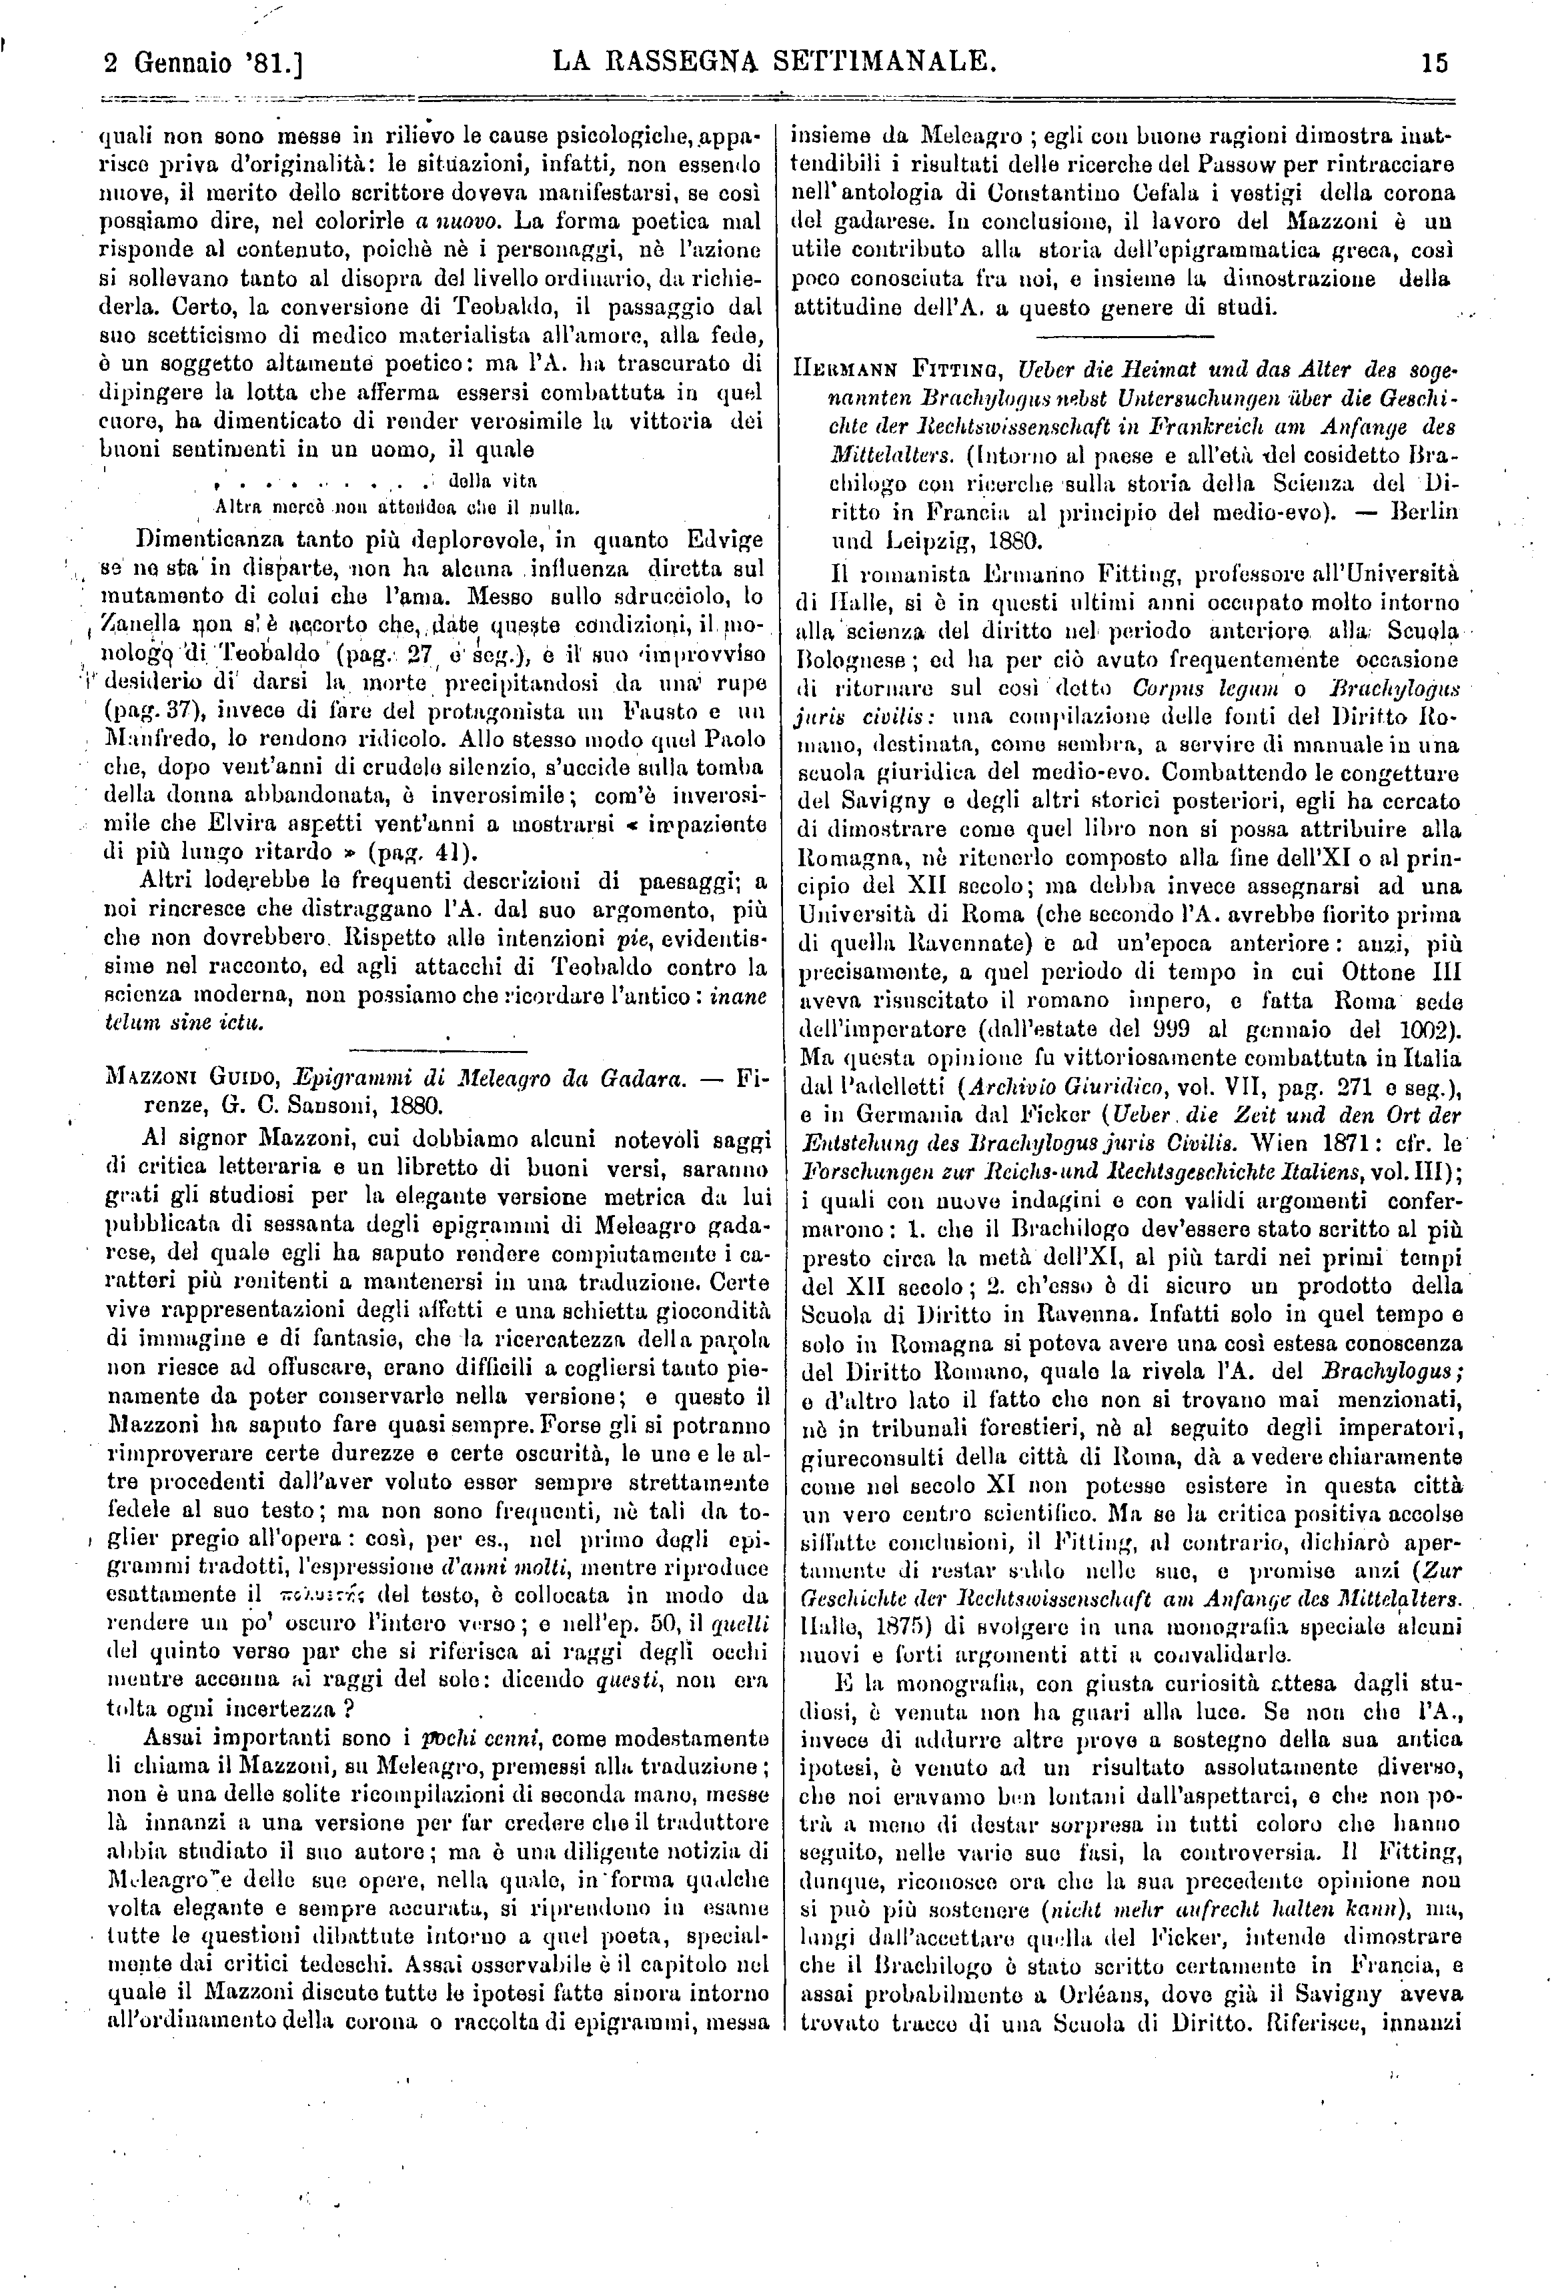 2 Gennaio '81.]
LA RASSEGNA SETTIMANALE.
15
quali non sono messe in rilievo le cause psicologiche, appa-
risce priva d'originalità: le situazioni, infatti, non essendo
nuove, il merito dello scrittore doveva manifestarsi, se così
possiamo dire, nel colorirle a nuovo. La forma poetica mal
risponde al contenuto, poichè nè i personaggi, nè l'azione
si sollevano tanto al disopra del livello ordinario, da richie-
derla. Certo, la conversione di Teobaldo, il passaggio dal
suo scetticismo di medico materialista all'amore, alla fede,
è un soggetto altamente poetico: ma l'A. ha trascurato di
dipingere la lotta che afferma essersi combattuta in quel
cuore, ha dimenticato di render verosimile la vittoria dei
buoni sentimenti in un uomo, il quale
. . . . . . . . . . della vita
Altra mercè non attendea che il nulla.
Dimenticanza tanto più deplorevole, in quanto Edvige
se ne sta in disparte, non ha alcuna influenza diretta sul
mutamento di colui che l'ama. Messo sullo sdrucciolo, lo
Zanella non s'è accorto che, date queste condizioni, il mo-
nologo di Teobaldo (pag. 27 e seg.), e il suo improvviso
desiderio di darsi la morte precipitandosi da una rupe
(pag. 37), invece di fare del protagonista un Fausto e un
Manfredo, lo rendono ridicolo. Allo stesso modo quel Paolo
che, dopo vent'anni di crudele silenzio, s'uccide sulla tomba
della donna abbandonata, è inverosimile; com'è inverosi-
mile che Elvira aspetti vent'anni a mostrarsi « impaziente
di più lungo ritardo » (pag. 41).
Altri loderebbe le frequenti descrizioni di paesaggi; a
noi rincresce che distraggano l'A. dal suo argomento, più
che non dovrebbero. Rispetto alle intenzioni pie, evidentis-
sime nel racconto, ed agli attacchi di Teobaldo contro la
scienza moderna, non possiamo che ricordare l'antico: inane
telum sine ictu.
MAZZONI GUIDO, Epigrammi di Meleagro da Gadara. — Fi-
renze, G. C. Sansoni, 1880.
Al signor Mazzoni, cui dobbiamo alcuni notevoli saggi
di critica letteraria e un libretto di buoni versi, saranno
grati gli studiosi per la elegante versione metrica da lui
pubblicata di sessanta degli epigrammi di Meleagro gada-
rese, del quale egli ha saputo rendere compiutamente i ca-
ratteri più renitenti a mantenersi in una traduzione. Certe
vive rappresentazioni degli affetti e una schietta giocondità
di immagine e di fantasie, che la ricercatezza della parola
non riesce ad offuscare, erano difficili a cogliersi tanto pie-
namente da poter conservarle nella versione; e questo il
Mazzoni ha saputo fare quasi sempre. Forse gli si potranno
rimproverare certe durezze e certe oscurità, le une e le al-
tre procedenti dall'aver voluto esser sempre strettamente
fedele al suo testo; ma non sono frequenti, nè tali da to-
glier pregio all'opera: così, per es., nel primo degli epi-
grammi tradotti, l'espressione d'anni molti, mentre riproduce
esattamente il del testo, è collocata in modo da
rendere un po' oscuro l'intero verso; e nell'ep. 50, il quelli
del quinto verso par che si riferisca ai raggi degli occhi
mentre accenna ai raggi del sole: dicendo questi, non era
tolta ogni incertezza?
Assai importanti sono i pochi cenni, come modestamente
li chiama il Mazzoni, su Meleagro, premessi alla traduzione;
non è una delle solite ricompilazioni di seconda mano, messe
là innanzi a una versione per far credere che il traduttore
abbia studiato il suo autore; ma è una diligente notizia di
Meleagro e delle sue opere, nella quale, in forma qualche
volta elegante e sempre accurata, si riprendono in esame
tutte le questioni dibattute intorno a quel poeta, special-
mente dai critici tedeschi. Assai osservabile è il capitolo nel
quale il Mazzoni discute tutte le ipotesi fatte sinora intorno
all'ordinamento della corona o raccolta di epigrammi, messa
insieme da Meleagro; egli con buone ragioni dimostra inat-
tendibili i risultati delle ricerche del Passow per rintracciare
nell'antologia di Constantino Cefala i vestigi della corona
del gadarese. In conclusione, il lavoro del Mazzoni è un
utile contributo alla storia dell'epigrammatica greca, così
poco conosciuta fra noi, e insieme la dimostrazione della
attitudine dell'A. a questo genere di studi.
HERMANN FITTING, Ueber die Heimat und das Alter des soge-
nannten Brachylogus nebst Untersuchungen über die Geschi-
chte der Rechtswissenschaft in Frankreich am Anfange des
Mittelalters. (Intorno al paese e all'età del cosidetto Bra-
chilogo con ricerche sulla storia della Scienza del Di-
ritto in Francia al principio del medio-evo). — Berlin
und Leipzig, 1880.
Il romanista Ermanno Fitting, professore all'Università
di Halle, si è in questi ultimi anni occupato molto intorno
alla scienza del diritto nel periodo anteriore alla Scuola
Bolognese; ed ha per ciò avuto frequentemente occasione
di ritornare sul così detto Corpus legum o Brachylogus
juris civilis: una compilazione delle fonti del Diritto Ro-
mano, destinata, come sembra, a servire di manuale in una
scuola giuridica del medio-evo. Combattendo le congetture
del Savigny e degli altri storici posteriori, egli ha cercato
di dimostrare come quel libro non si possa attribuire alla
Romagna, nè ritenerlo composto alla fine dell'XI o al prin-
cipio del XII secolo; ma debba invece assegnarsi ad una
Università di Roma (che secondo l'A. avrebbe fiorito prima
di quella Ravennate) e ad un'epoca anteriore: anzi, più
precisamente, a quel periodo di tempo in cui Ottone III
aveva risuscitato il romano impero, e fatta Roma sede
dell'imperatore (dall'estate del 999 al gennaio del 1002).
Ma questa opinione fu vittoriosamente combattuta in Italia
dal Padelletti (Archivio Giuridico, vol. VII, pag. 271 e seg.),
e in Germania dal Ficker (Ueber die Zeit und den Ort der
Entstehung des Brachylogus juris Civilis. Wien 1871: cfr. le
Forschungen zur Reichs-und Rechtsgeschichte Italiens, vol. III);
i quali con nuove indagini e con validi argomenti confer-
marono: 1. che il Brachilogo dev'essere stato scritto al più
presto circa la metà dell'XI, al più tardi nei primi tempi
del XII secolo; 2. ch'esso è di sicuro un prodotto della
Scuola di Diritto in Ravenna. Infatti solo in quel tempo e
solo in Romagna si poteva avere una così estesa conoscenza
del Diritto Romano, quale la rivela l'A. del Brachylogus;
e d'altro lato il fatto che non si trovano mai menzionati,
nè in tribunali forestieri, nè al seguito degli imperatori,
giureconsulti della città di Roma, dà a vedere chiaramente
come nel secolo XI non potesse esistere in questa città
un vero centro scientifico. Ma se la critica positiva accolse
siffatte conclusioni, il Fitting, al contrario, dichiarò aper-
tamente di restar saldo nelle sue, e promise anzi (Zur
Geschichte der Rechtswissenschaft am Anfange des Mittelalters.
Halle, 1875) di svolgere in una monografia speciale alcuni
nuovi e forti argomenti atti a convalidarle.
E la monografia, con giusta curiosità attesa dagli stu-
diosi, è venuta non ha guari alla luce. Se non che l'A.,
invece di addurre altre prove a sostegno della sua antica
ipotesi, è venuto ad un risultato assolutamente diverso,
che noi eravamo ben lontani dall'aspettarci, e che non po-
trà a meno di destar sorpresa in tutti coloro che hanno
seguito, nelle varie sue fasi, la controversia. Il Fitting,
dunque, riconosce ora che la sua precedente opinione non
si può più sostenere (nicht mehr aufrecht halten kann), ma,
lungi dall'accettare quella del Ficker, intende dimostrare
che il Brachilogo è stato scritto certamente in Francia, e
assai probabilmente a Orléans, dove già il Savigny aveva
trovato tracce di una Scuola di Diritto. Riferisce, innanzi